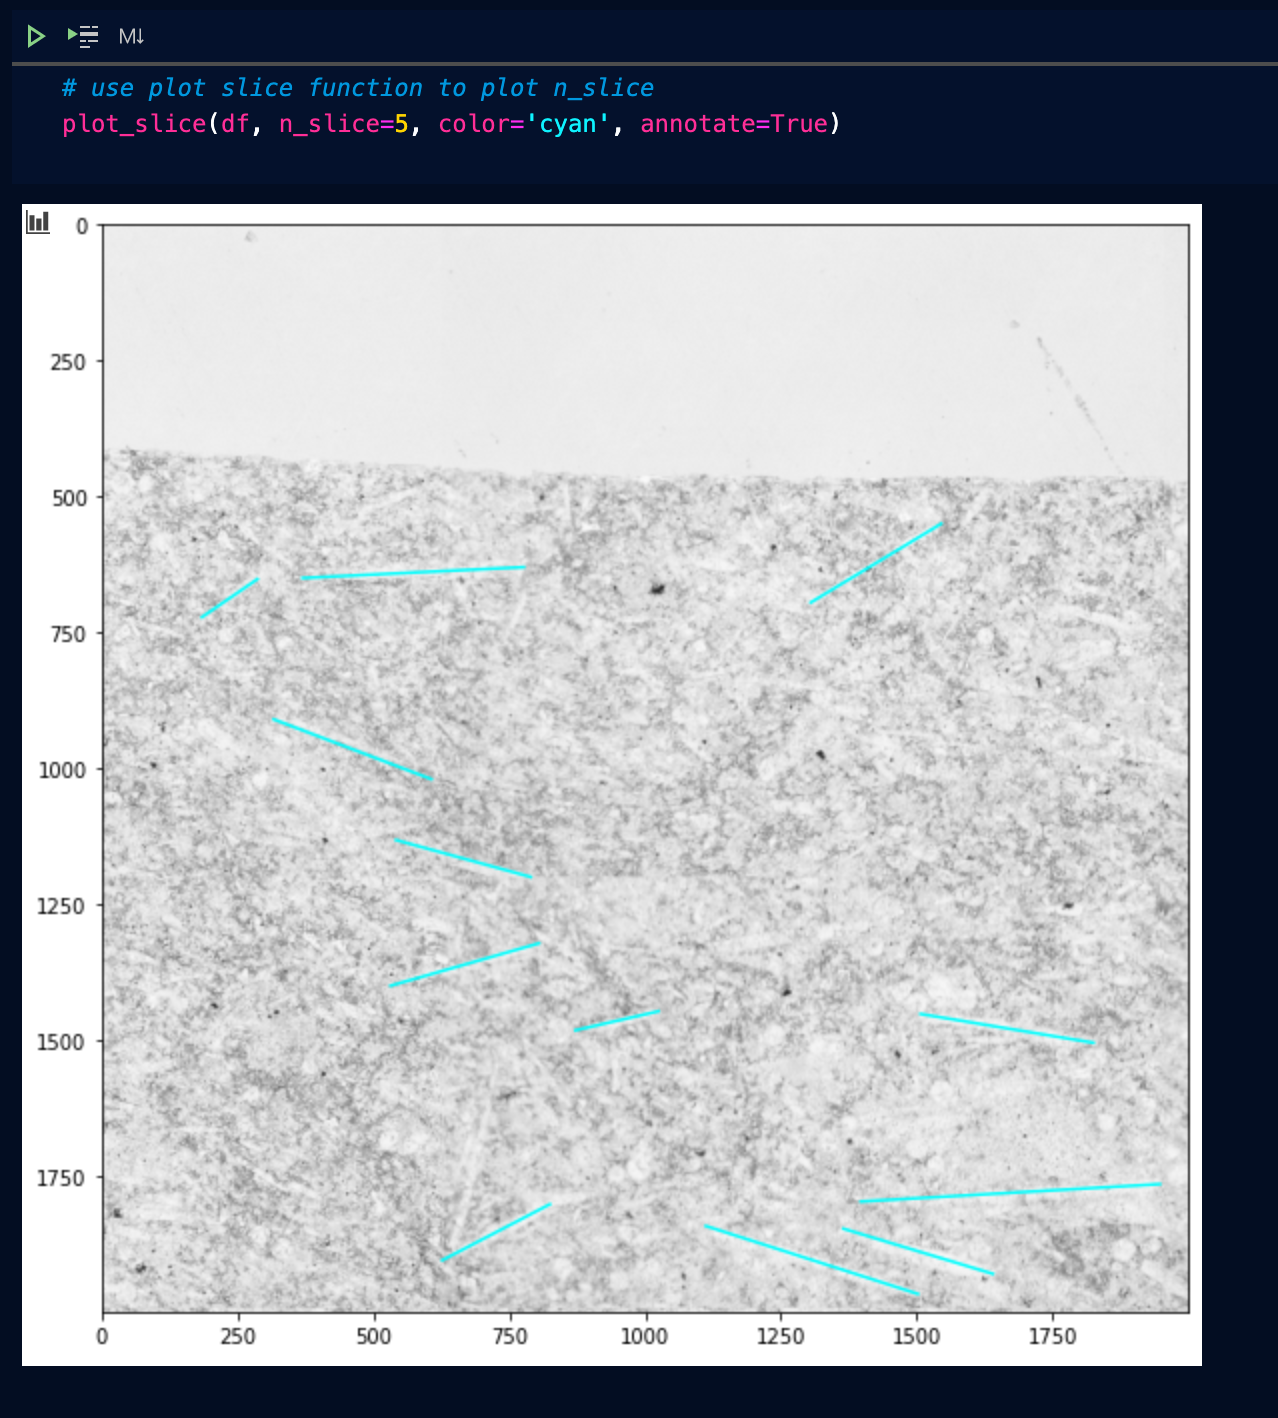 M↓
# use plot slice function to plot n_slice
plot_slice(df, n_slice=5, color='cyan', annotate=True)
0
250
500
750
1000
1250
1500
1750
0 250 500 750 1000 1250 1500 1750